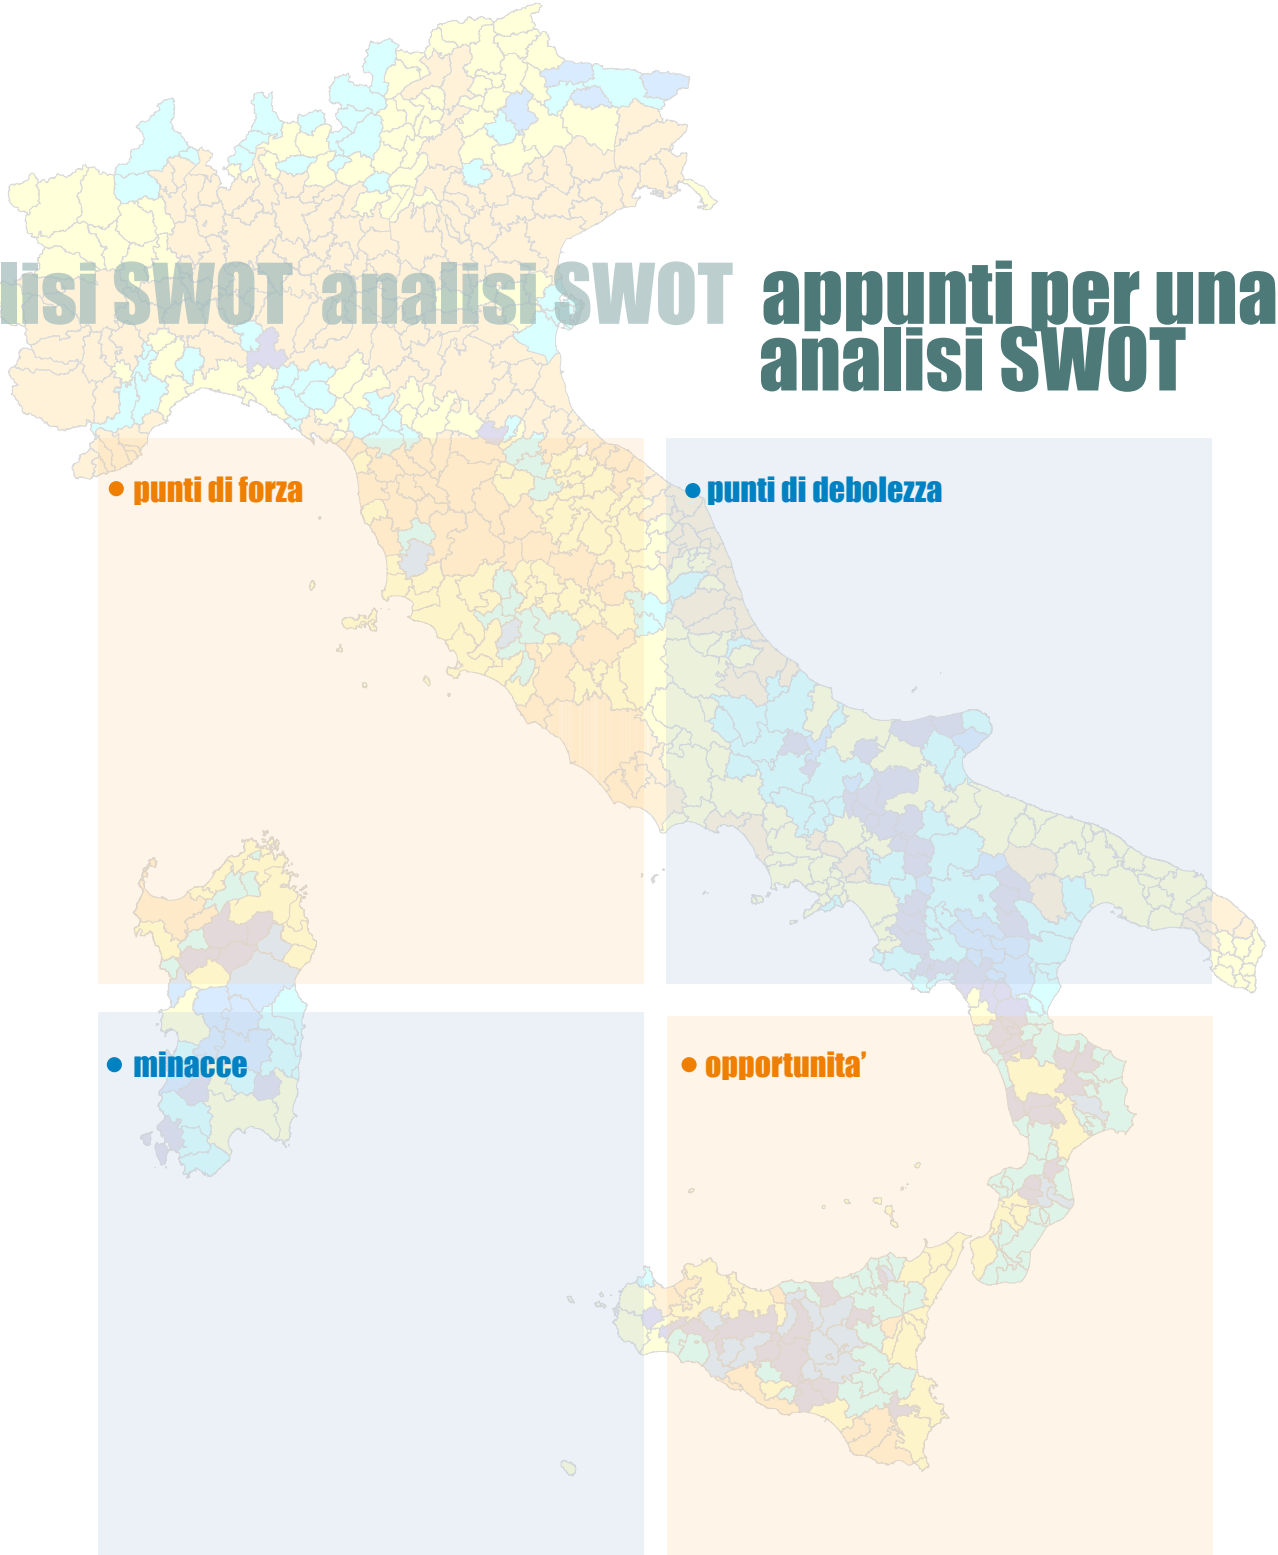 lisi SWOT analisi SWOT appunti per una
analisi SWOT
• punti di forza
• punti di debolezza
• minacce
• opportunita’